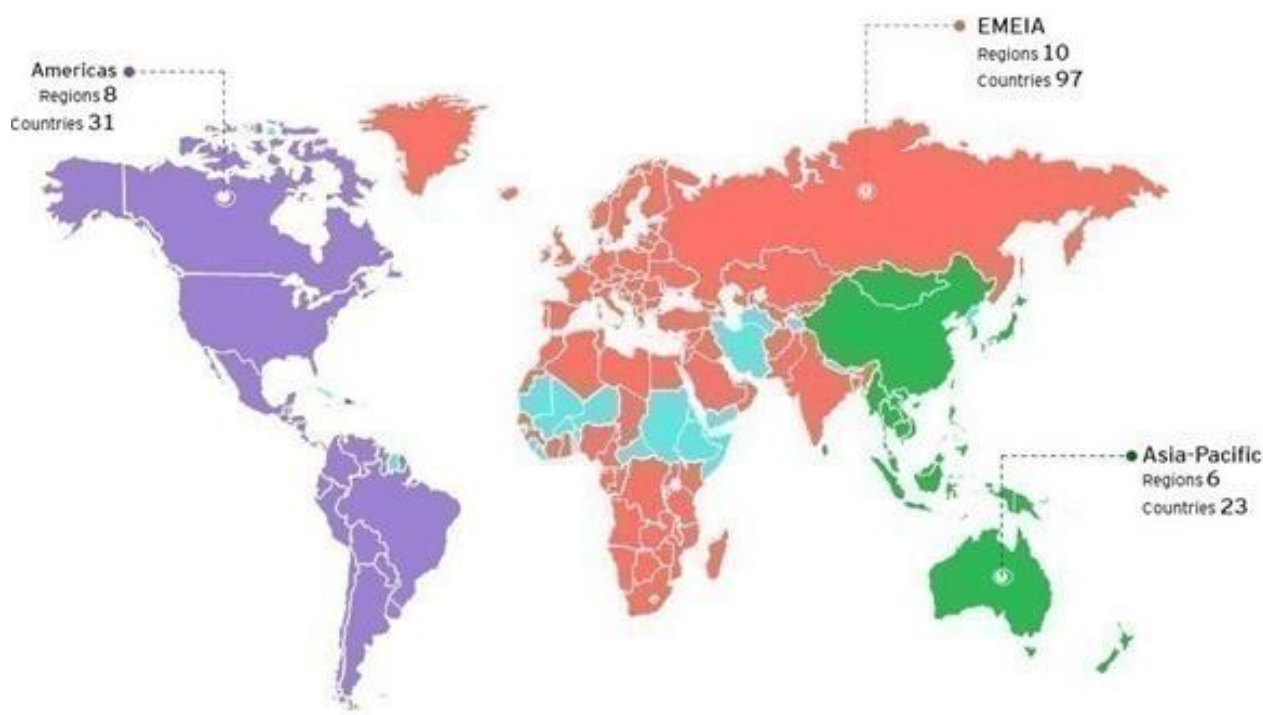 EMEIA
Regions 10
Countries 97
Americas
Regions 8
Countries 31
Asia-Pacific
Regions 6
Countries 23